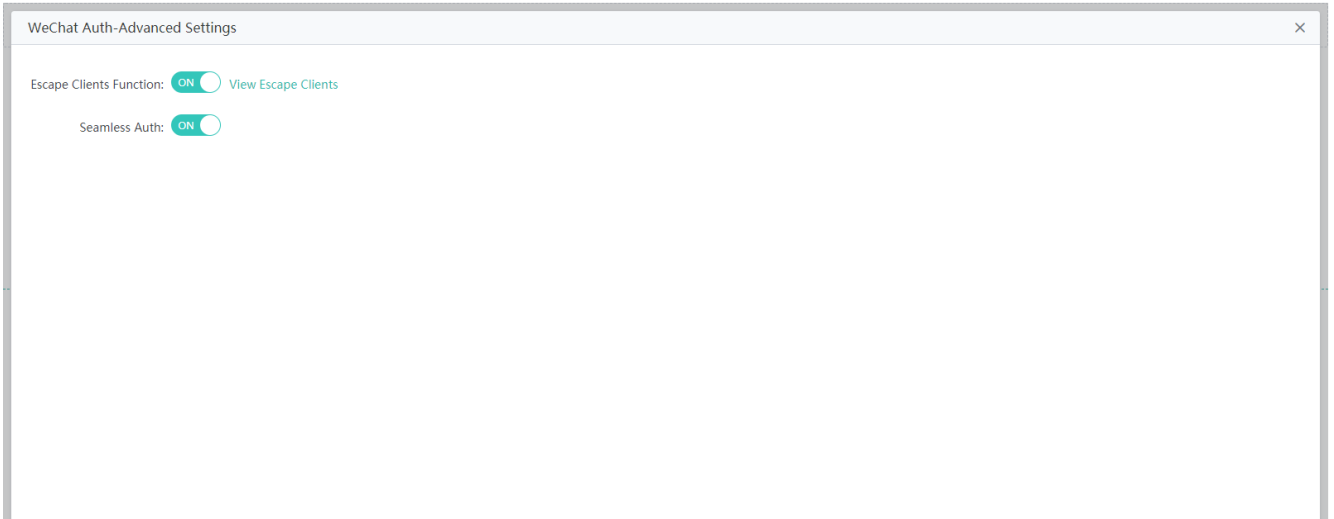 WeChat Auth-Advanced Settings
Escape Clients Function: ON View Escape Clients
Seamless Auth: ON